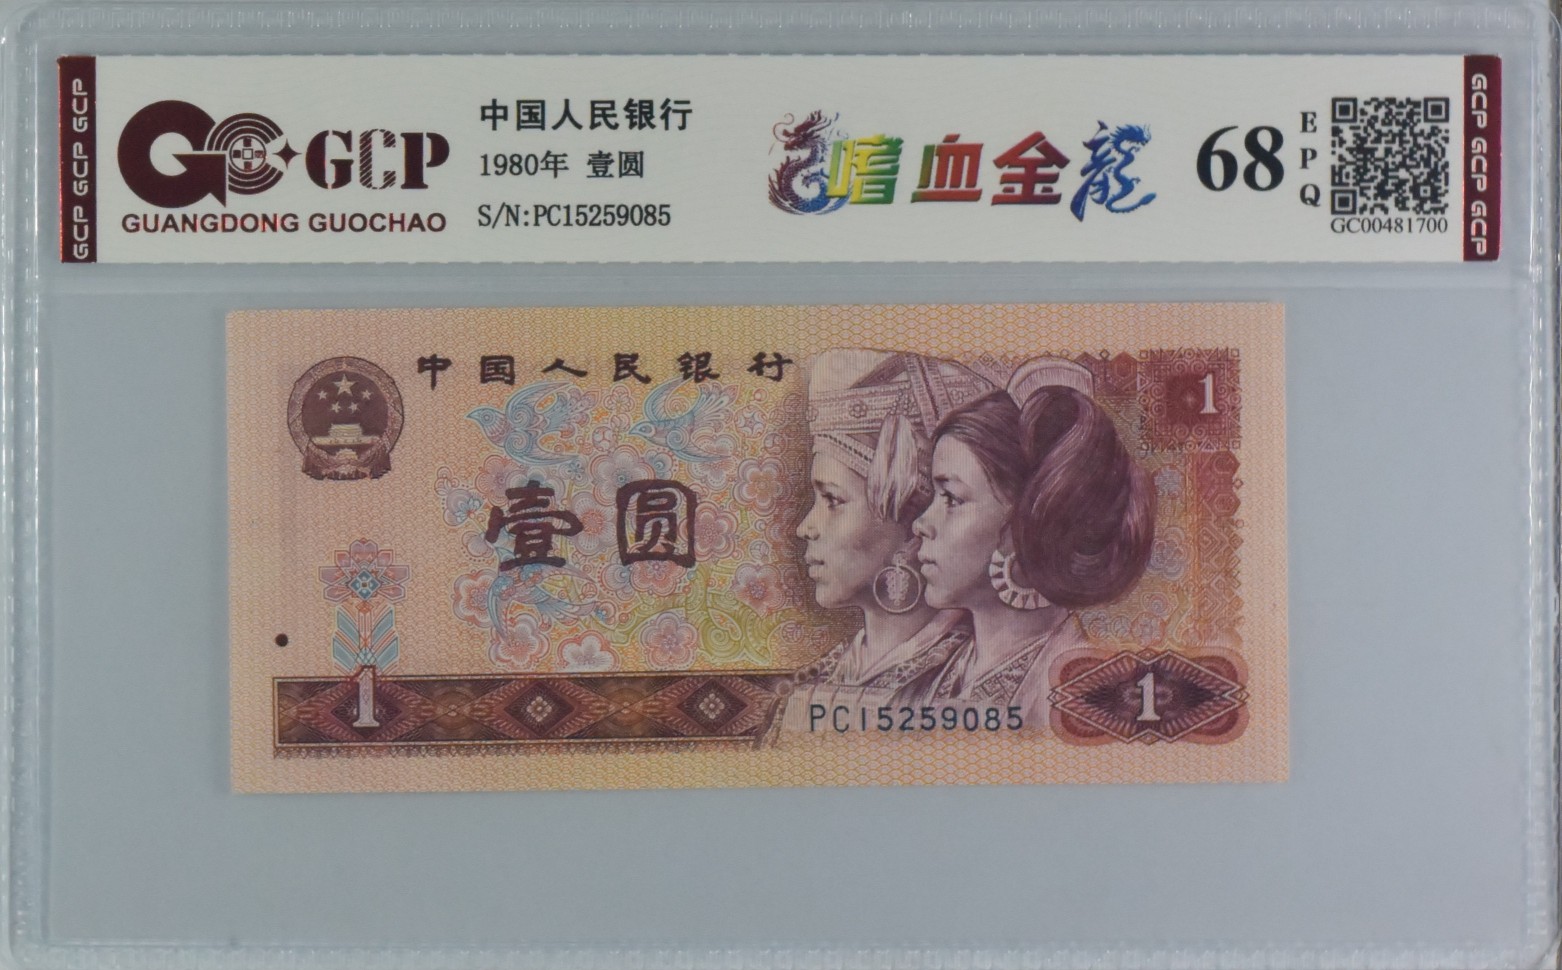 GCP GCP GCP
GCP
GUANGDONG GUOCHAO
中国人民银行
1980年 壹圆
S/N:PC15259085
嗜血金龍
68
EPQ
GC00481700
GCP GCP GCP
中国人民银行
1
壹圆
1
PC15259085
1